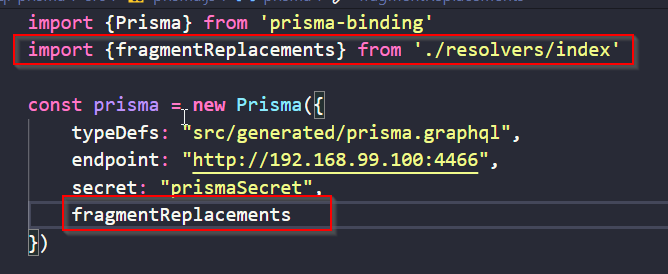 import {Prisma} from 'prisma-binding'
import {fragmentReplacements} from './resolvers/index'
const prisma = new Prisma({
typeDefs: "src/generated/prisma.graphql",
endpoint: "http://192.168.99.100:4466",
secret: "prismaSecret",
fragmentReplacements
})